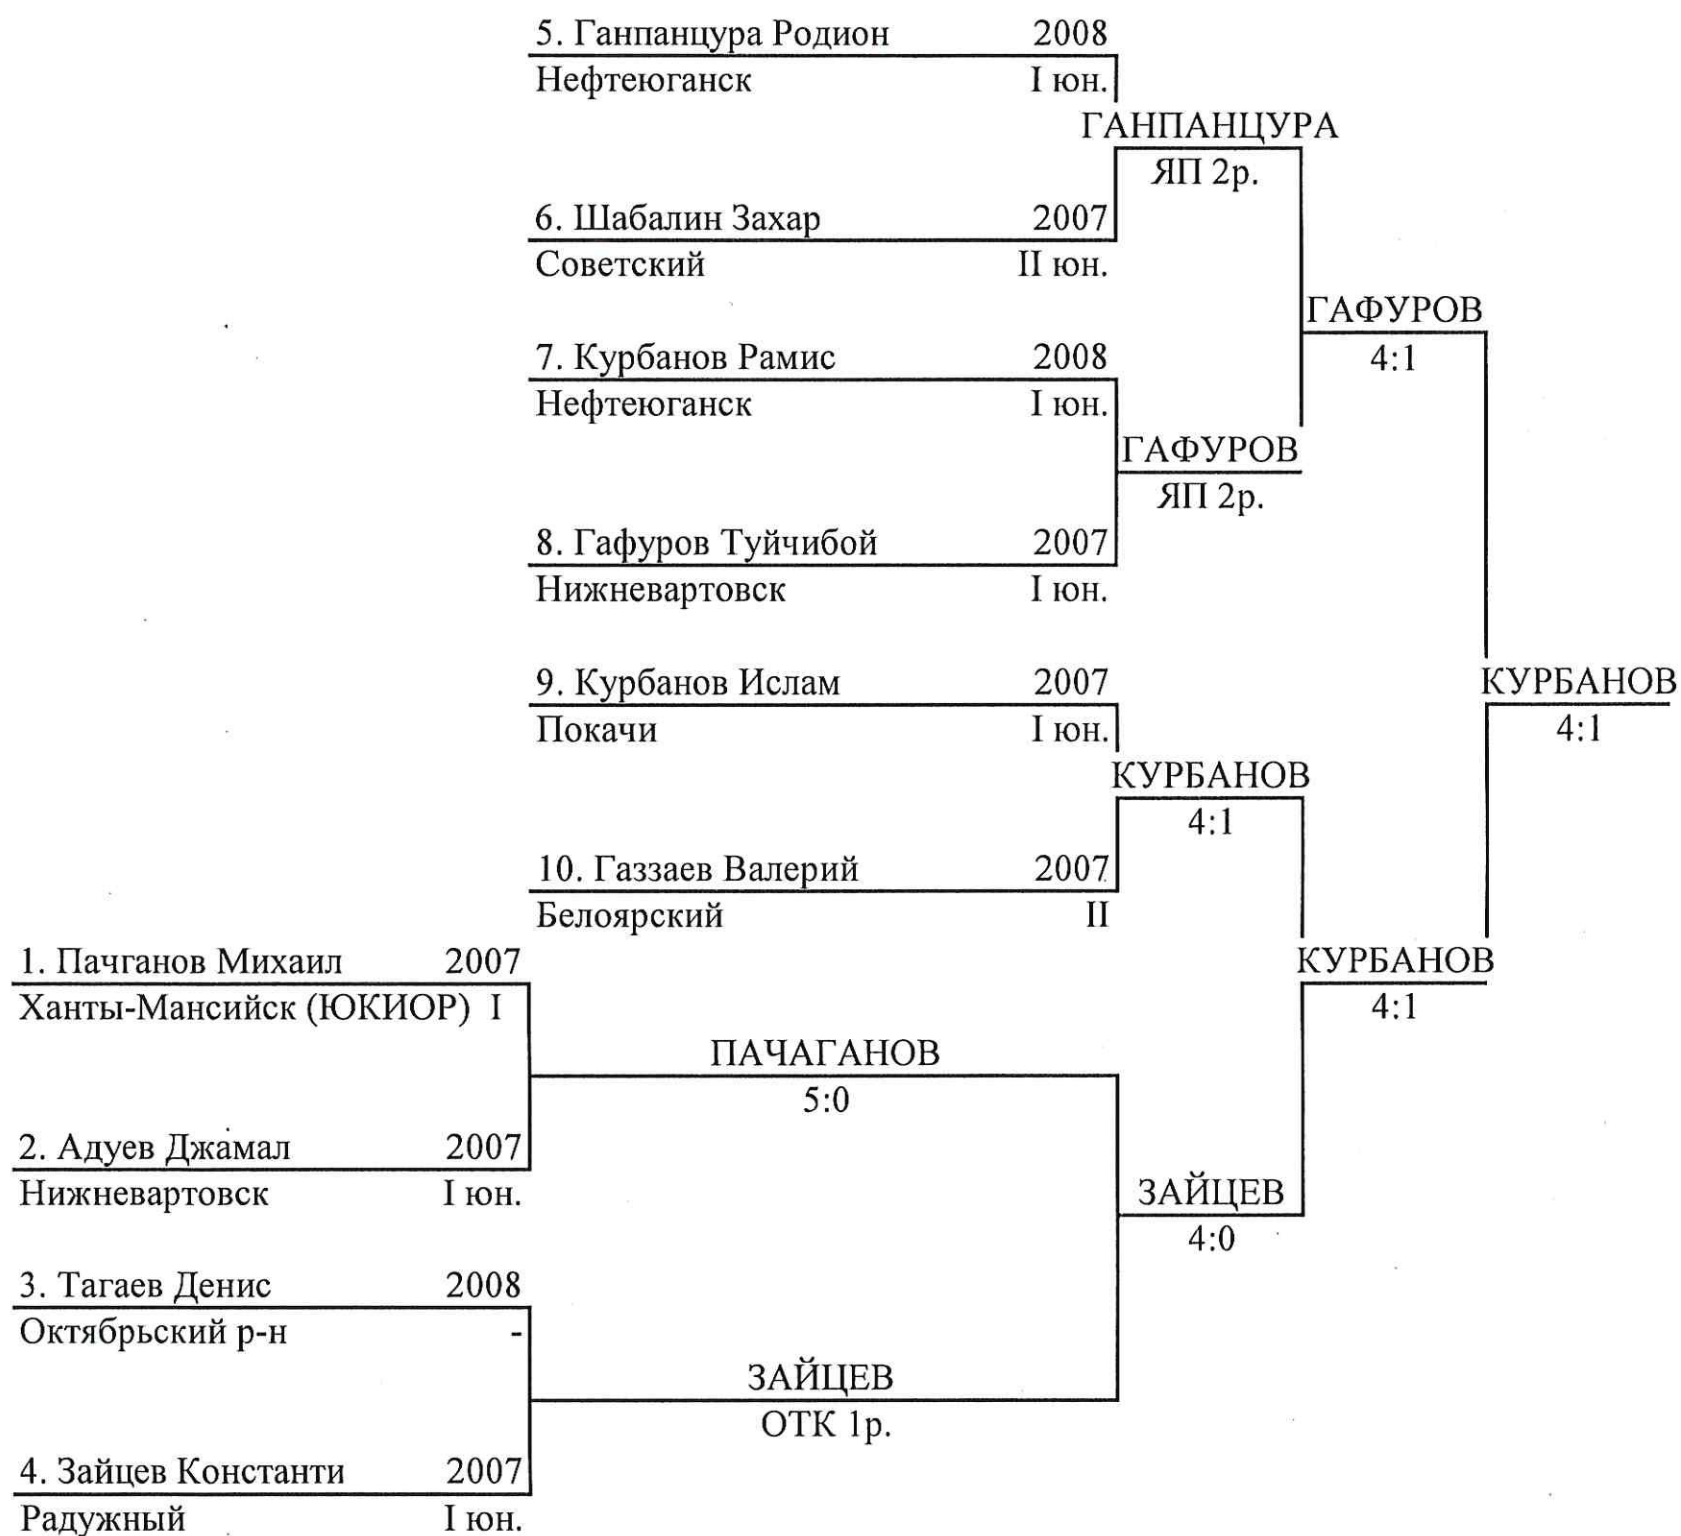 5. Ганпанцура Родион 2008
Нефтеюганск I юн.
ГАНПАНЦУРА
ЯП 2р.
6. Шабалин Захар 2007
Советский II юн.
ГАФУРОВ
4:1
7. Курбанов Рамис 2008
Нефтеюганск I юн.
ГАФУРОВ
ЯП 2р.
8. Гафуров Туйчибой 2007
Нижневартовск I юн.
9. Курбанов Ислам 2007
Покачи I юн.
КУРБАНОВ
4:1
КУРБАНОВ
4:1
10. Газзаев Валерий 2007
Белоярский II
1. Пачганов Михаил 2007
Ханты-Мансийск (ЮКИОР) I
КУРБАНОВ
4:1
ПАЧАГАНОВ
5:0
2. Адуев Джамал 2007
Нижневартовск I юн.
ЗАЙЦЕВ
4:0
3. Тагаев Денис 2008
Октябрьский р-н -
ЗАЙЦЕВ
ОТК 1р.
4. Зайцев Константи 2007
Радужный I юн.